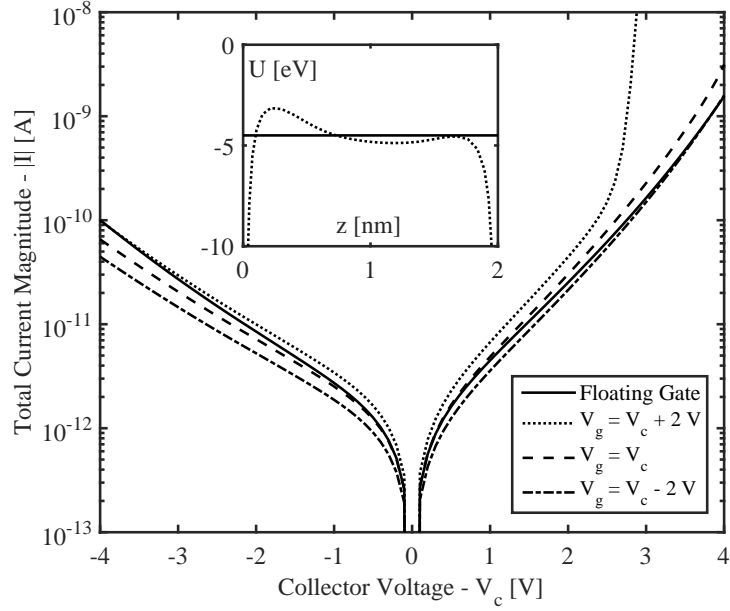 10^-8
10^-9
10^-10
10^-11
10^-12
10^-13
Total Current Magnitude - |I| [A]
0
-5
-10
U [eV]
z [nm]
0 1 2
Floating Gate
V_g = V_c + 2 V
V_g = V_c
V_g = V_c - 2 V
-4 -3 -2 -1 0 1 2 3 4
Collector Voltage - V_c [V]